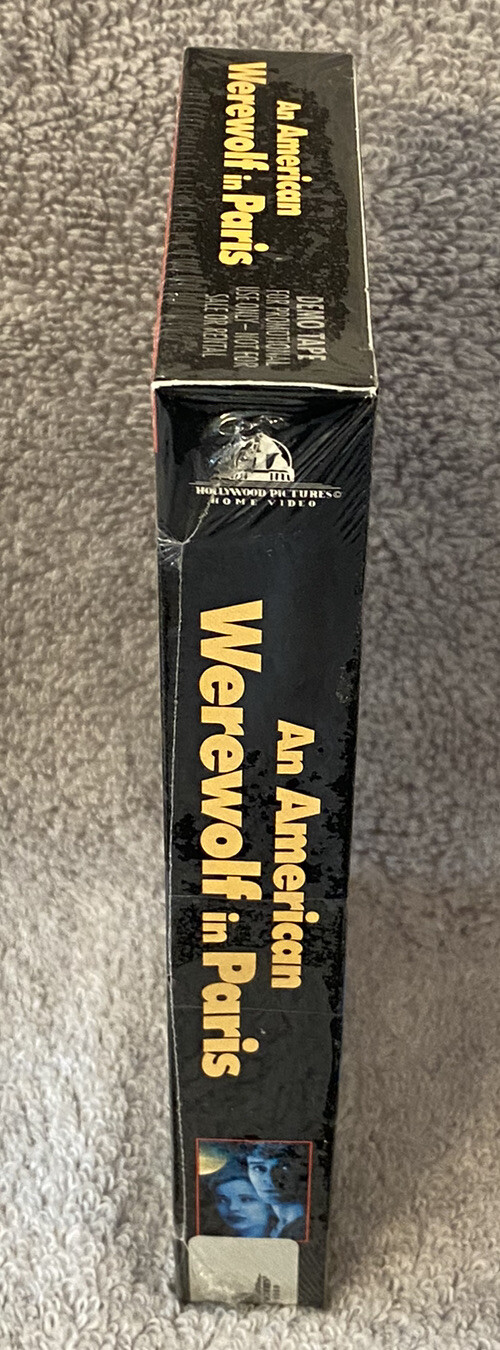 An American
Werewolf in Paris
DEMO TAPE
FOR PROMOTIONAL
USE ONLY – NOT FOR
SALE OR RENTAL
HOLLYWOOD PICTURES©
HOME VIDEO
An American
Werewolf in Paris